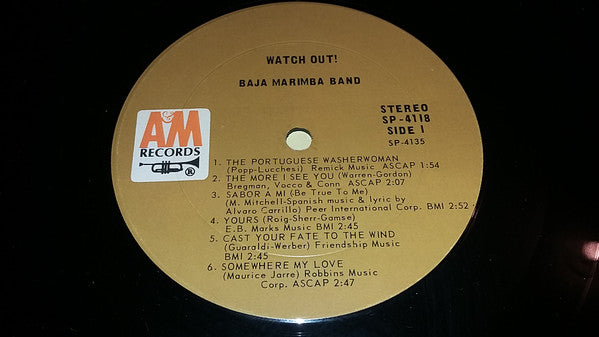 WATCH OUT!
BAJA MARIMBA BAND
A&M
RECORDS
®
STEREO
SP-4118
SIDE 1
SP-4135
1. THE PORTUGUESE WASHERWOMAN
(Popp-Lucchesi) Remick Music ASCAP 1:54
2. THE MORE I SEE YOU (Warren-Gordon)
Bregman, Vocco & Conn ASCAP 2:07
3. SABOR A MI (Be True To Me)
(M. Mitchell-Spanish music & lyric by
Alvaro Carrillo) Peer International Corp. BMI 2:52
4. YOURS (Roig-Sherr-Gamse)
E.B. Marks Music BMI 2:45
5. CAST YOUR FATE TO THE WIND
(Guaraldi-Werber) Friendship Music
BMI 2:45
6. SOMEWHERE MY LOVE
(Maurice Jarre) Robbins Music
Corp. ASCAP 2:47